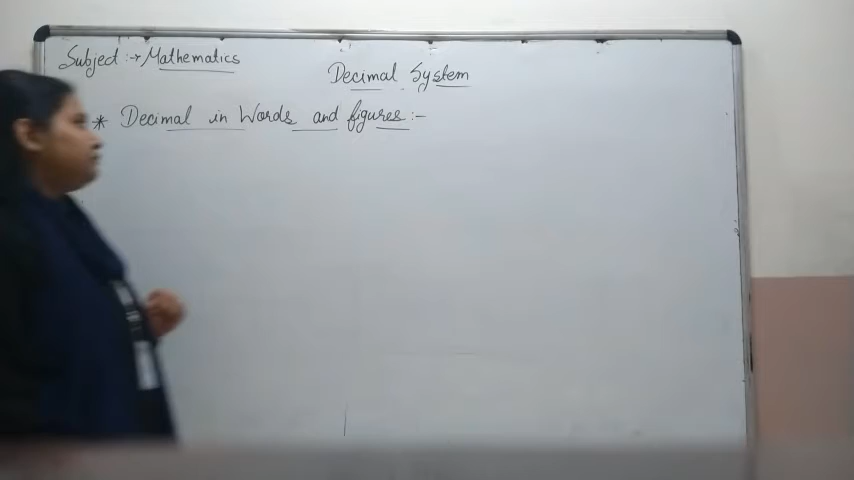 Subject :→ Mathematics
Decimal System
* Decimal in Words and figures :-